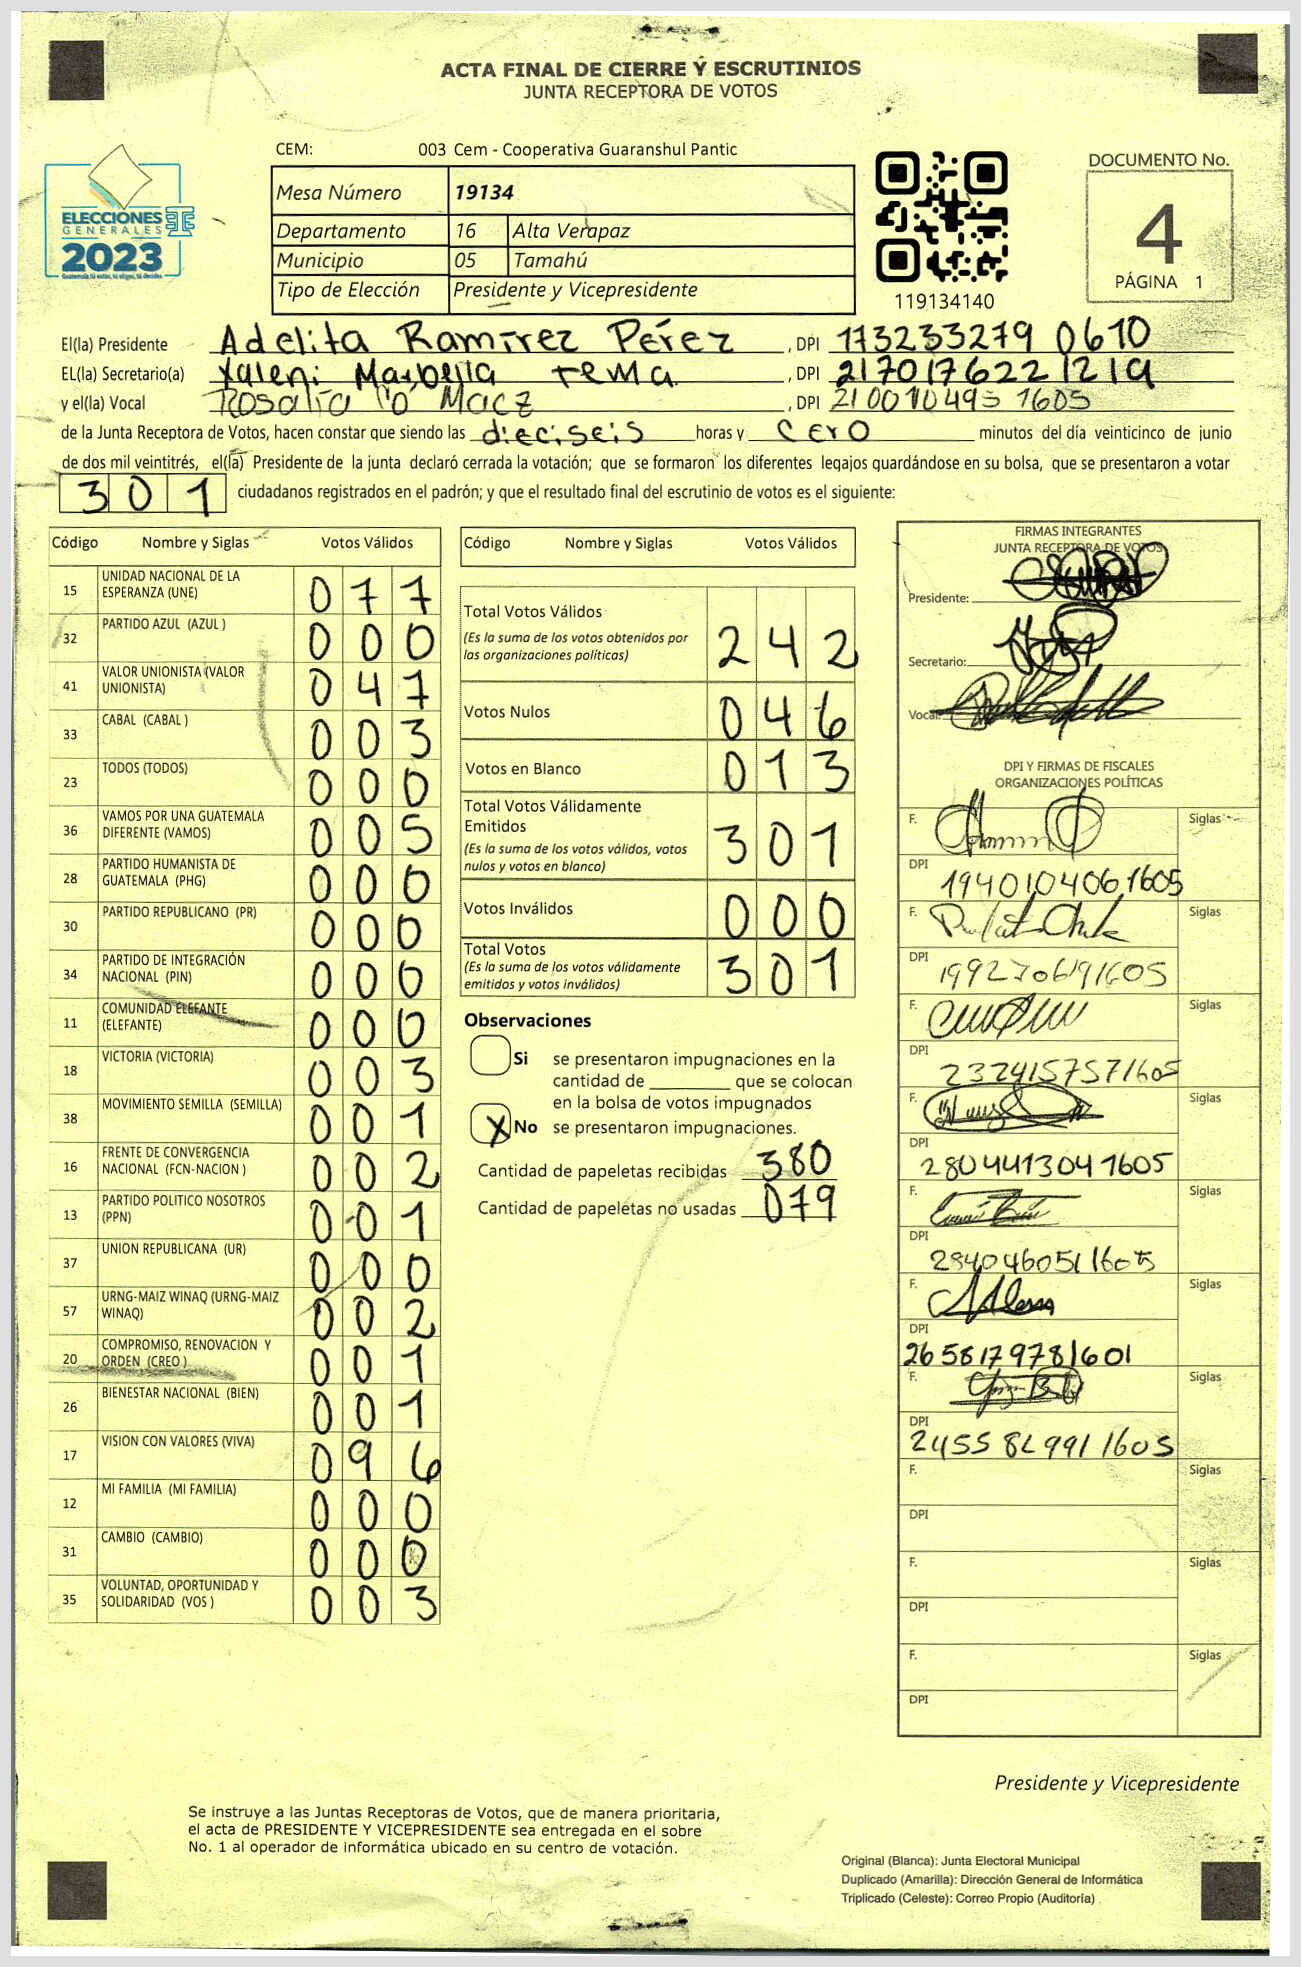 ACTA FINAL DE CIERRE Y ESCRUTINIOS
JUNTA RECEPTORA DE VOTOS
ELECCIONES
GENERALES
2023
Guatemala, tú votas, tú eliges, tú decides
CEM: 003 Cem - Cooperativa Guaranshul Pantic
Mesa Número 19134
Departamento 16 Alta Verapaz
Municipio 05 Tamahú
Tipo de Elección Presidente y Vicepresidente
119134140
DOCUMENTO No.
4
PÁGINA 1
El(la) Presidente Adelita Ramírez Pérez, DPI 173233279 0610
EL(la) Secretario(a) Marbella Tema, DPI 2170176221219
y el(la) Vocal Rosalía Có Macz, DPI 2100710495 1605
de la Junta Receptora de Votos, hacen constar que siendo las dieciseis horas y cero minutos del día veinticinco de junio
de dos mil veintitrés, el(la) Presidente de la junta declaró cerrada la votación; que se formaron los diferentes legajos guardándose en su bolsa, que se presentaron a votar
301 ciudadanos registrados en el padrón; y que el resultado final del escrutinio de votos es el siguiente:
Código Nombre y Siglas Votos Válidos
15 UNIDAD NACIONAL DE LA ESPERANZA (UNE) 077
32 PARTIDO AZUL (AZUL ) 000
41 VALOR UNIONISTA (VALOR UNIONISTA) 047
33 CABAL (CABAL ) 003
23 TODOS (TODOS) 000
36 VAMOS POR UNA GUATEMALA DIFERENTE (VAMOS) 005
28 PARTIDO HUMANISTA DE GUATEMALA (PHG) 000
30 PARTIDO REPUBLICANO (PR) 000
34 PARTIDO DE INTEGRACIÓN NACIONAL (PIN) 000
11 COMUNIDAD ELEFANTE (ELEFANTE) 000
18 VICTORIA (VICTORIA) 003
38 MOVIMIENTO SEMILLA (SEMILLA) 001
16 FRENTE DE CONVERGENCIA NACIONAL (FCN-NACION ) 002
13 PARTIDO POLITICO NOSOTROS (PPN) 001
37 UNION REPUBLICANA (UR) 000
57 URNG-MAIZ WINAQ (URNG-MAIZ WINAQ) 002
20 COMPROMISO, RENOVACION Y ORDEN (CREO ) 001
26 BIENESTAR NACIONAL (BIEN) 001
17 VISION CON VALORES (VIVA) 096
12 MI FAMILIA (MI FAMILIA) 000
31 CAMBIO (CAMBIO) 000
35 VOLUNTAD, OPORTUNIDAD Y SOLIDARIDAD (VOS ) 003
Código Nombre y Siglas Votos Válidos
Total Votos Válidos 242
(Es la suma de los votos obtenidos por
las organizaciones políticas)
Votos Nulos 046
Votos en Blanco 013
Total Votos Válidamente
Emitidos 301
(Es la suma de los votos válidos, votos
nulos y votos en blanco)
Votos Inválidos 000
Total Votos 301
(Es la suma de los votos válidamente
emitidos y votos inválidos)
Observaciones
Si se presentaron impugnaciones en la
cantidad de ________ que se colocan
en la bolsa de votos impugnados
X No se presentaron impugnaciones.
Cantidad de papeletas recibidas 380
Cantidad de papeletas no usadas 079
FIRMAS INTEGRANTES
JUNTA RECEPTORA DE VOTOS
Presidente:
Secretario:
Vocal:
DPI Y FIRMAS DE FISCALES
ORGANIZACIONES POLÍTICAS
F. Siglas
DPI 1940104061605
F. Siglas
DPI 1992706191605
F. Siglas
DPI 2324157571605
F. Siglas
DPI 2804413041605
F. Siglas
DPI 2840460511605
F. Siglas
DPI 2658179781601
F. Siglas
DPI 2455829911605
F. Siglas
DPI
F. Siglas
DPI
F. Siglas
DPI
Presidente y Vicepresidente
Se instruye a las Juntas Receptoras de Votos, que de manera prioritaria,
el acta de PRESIDENTE Y VICEPRESIDENTE sea entregada en el sobre
No. 1 al operador de informática ubicado en su centro de votación.
Original (Blanca): Junta Electoral Municipal
Duplicado (Amarilla): Dirección General de Informática
Triplicado (Celeste): Correo Propio (Auditoría)